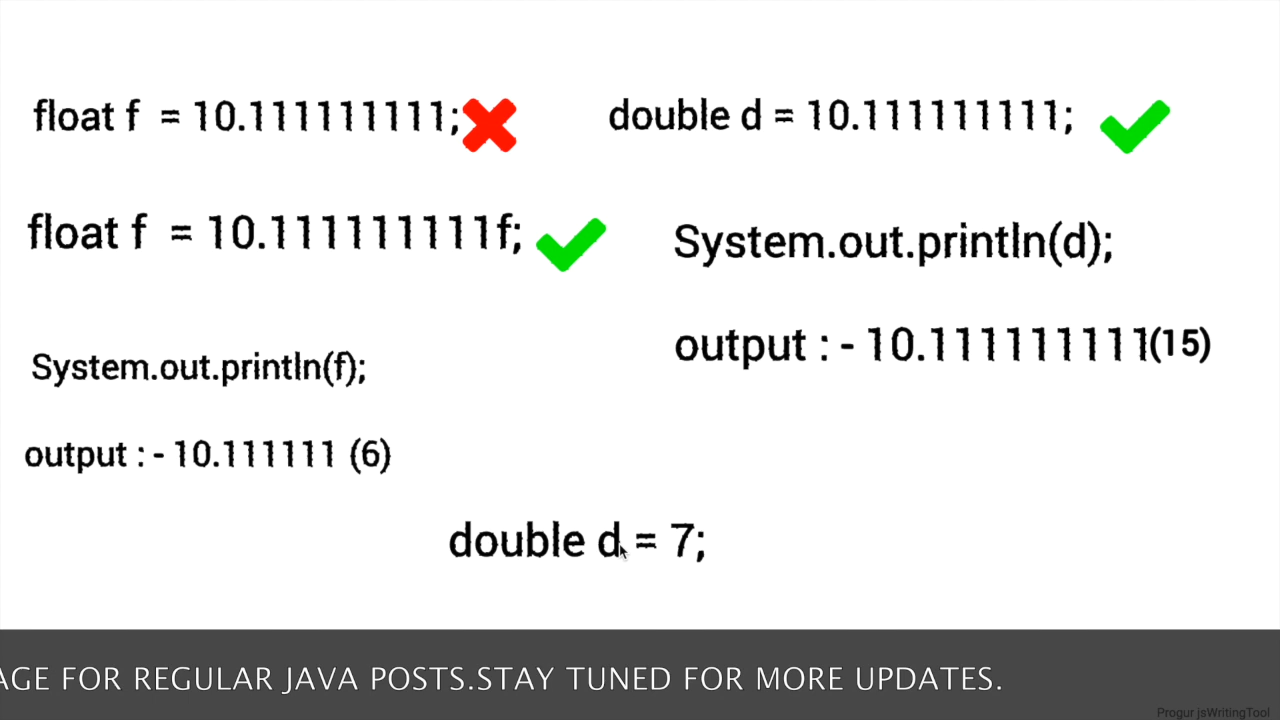 float f  = 10.111111111;
double d = 10.111111111;
float f  = 10.111111111f;
System.out.println(d);
output : - 10.111111111(15)
System.out.println(f);
output : - 10.111111 (6)
double d = 7;
AGE FOR REGULAR JAVA POSTS.STAY TUNED FOR MORE UPDATES.
Progur jsWritingTool